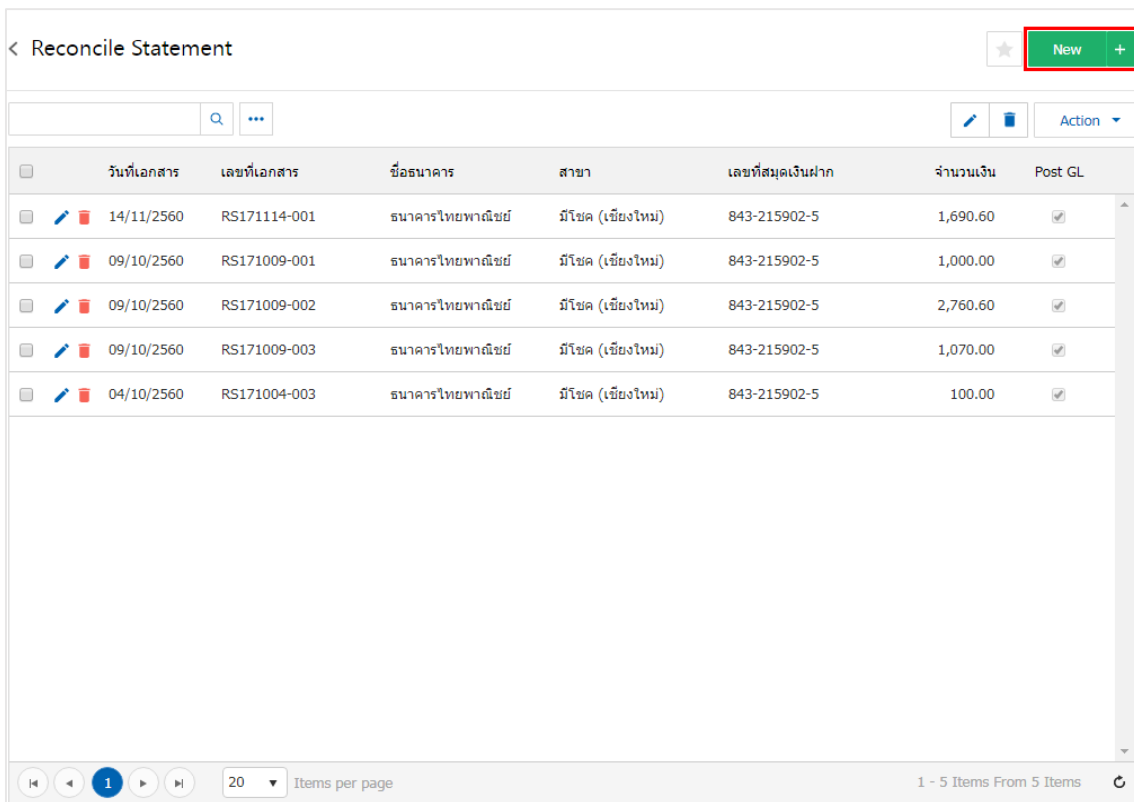 Reconcile Statement
New +
Action
วันที่เอกสาร เลขที่เอกสาร ชื่อธนาคาร สาขา เลขที่สมุดเงินฝาก จำนวนเงิน Post GL
14/11/2560 RS171114-001 ธนาคารไทยพาณิชย์ มีโชค (เชียงใหม่) 843-215902-5 1,690.60
09/10/2560 RS171009-001 ธนาคารไทยพาณิชย์ มีโชค (เชียงใหม่) 843-215902-5 1,000.00
09/10/2560 RS171009-002 ธนาคารไทยพาณิชย์ มีโชค (เชียงใหม่) 843-215902-5 2,760.60
09/10/2560 RS171009-003 ธนาคารไทยพาณิชย์ มีโชค (เชียงใหม่) 843-215902-5 1,070.00
04/10/2560 RS171004-003 ธนาคารไทยพาณิชย์ มีโชค (เชียงใหม่) 843-215902-5 100.00
1 20 Items per page 1 - 5 Items From 5 Items